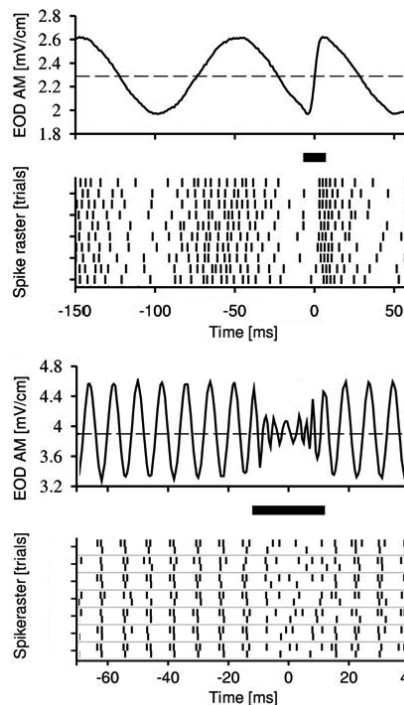 EOD AM [mV/cm]
2.8
2.6
2.4
2.2
2
1.8
Spike raster [trials]
-150 -100 -50 0 50
Time [ms]
EOD AM [mV/cm]
4.8
4.4
4
3.6
3.2
Spikeraster [trials]
-60 -40 -20 0 20 4
Time [ms]